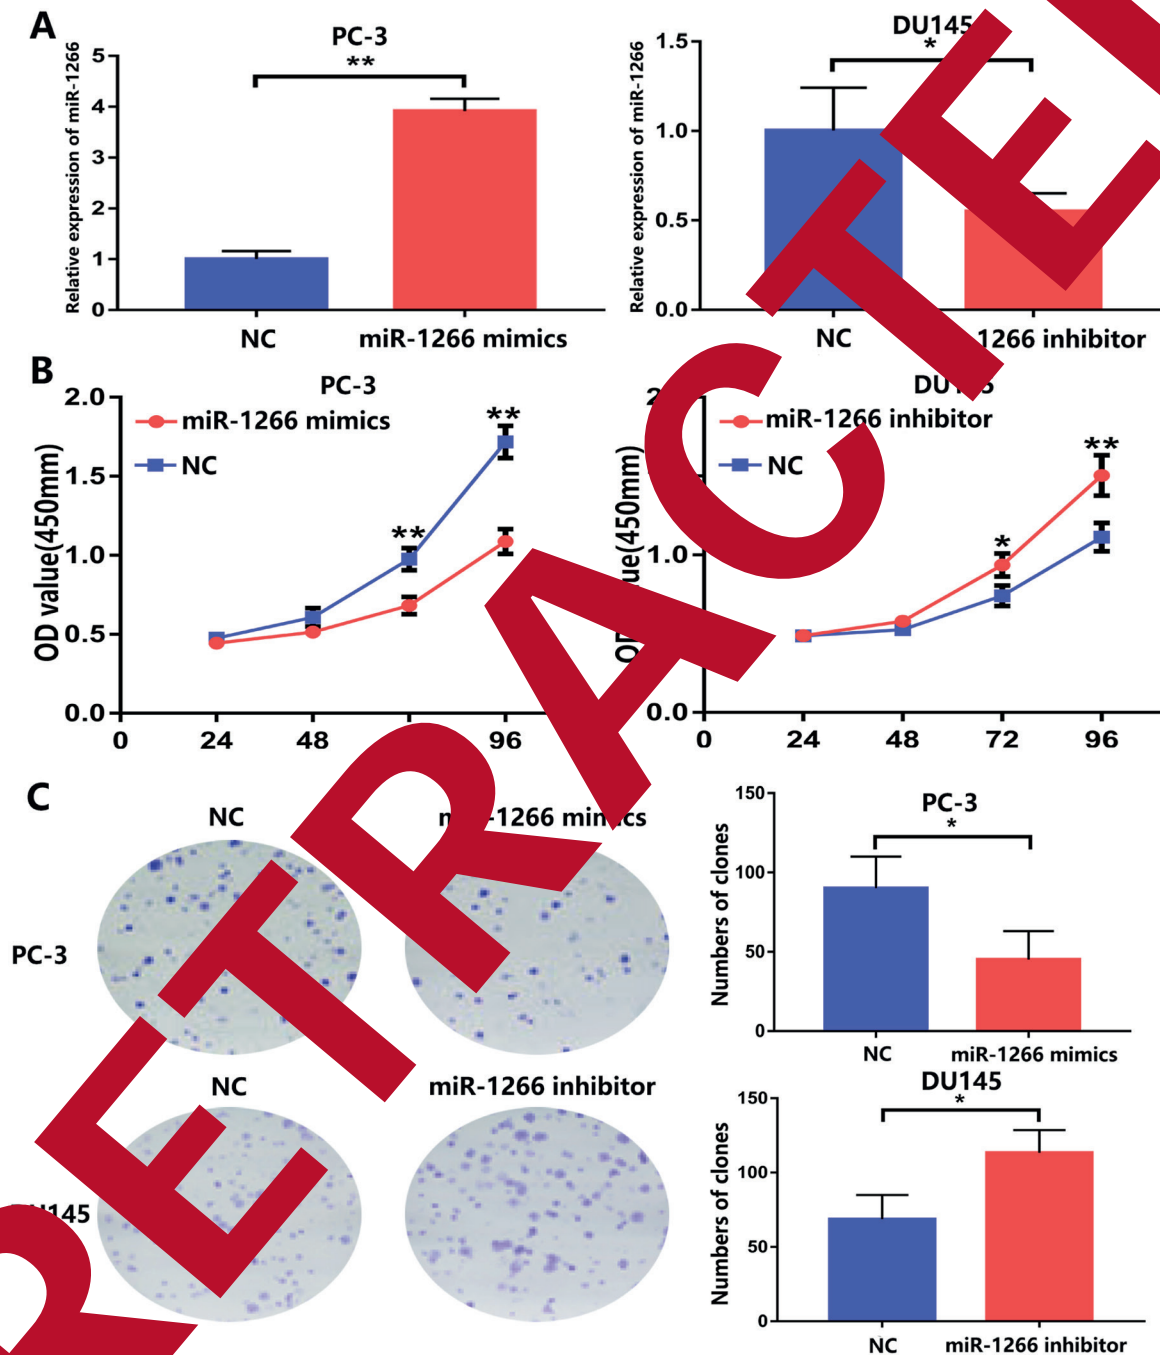 A
PC-3
**
Relative expression of miR-1266
5
4
3
2
1
0
NC
miR-1266 mimics
DU145
*
Relative expression of miR-1266
1.5
1.0
0.5
0.0
NC
1266 inhibitor
B
PC-3
miR-1266 mimics
NC
OD value(450mm)
2.0
1.5
1.0
0.5
0.0
**
**
0 24 48 96
miR-1266 inhibitor
NC
1.0
0.0
*
**
0 24 48 72 96
C
NC
PC-3
NC
miR-1266 inhibitor
PC-3
*
Numbers of clones
150
100
50
0
NC
miR-1266 mimics
DU145
*
Numbers of clones
150
100
50
0
NC
miR-1266 inhibitor
RETRACTE